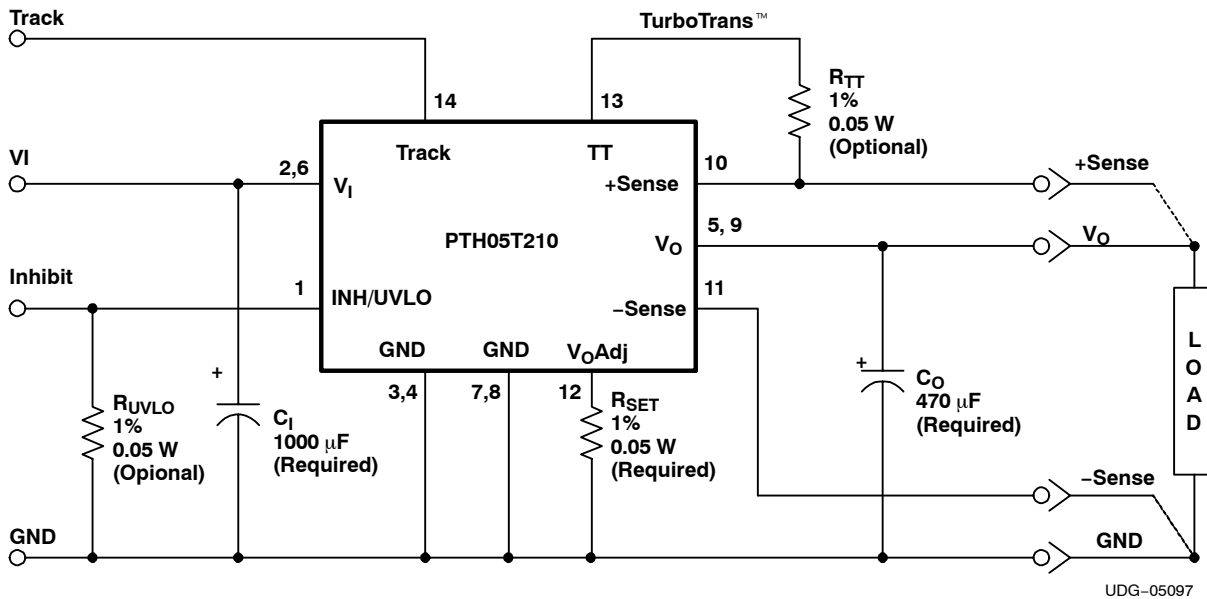 Track
TurboTrans™
R_TT
1%
0.05 W
(Optional)
14
13
Track
TT
VI
2,6
V_I
+Sense
10
+Sense
PTH05T210
V_O
5, 9
V_O
Inhibit
1
INH/UVLO
−Sense
11
GND
GND
V_OAdj
3,4
7,8
12
R_UVLO
1%
0.05 W
(Opional)
+
C_I
1000 μF
(Required)
R_SET
1%
0.05 W
(Required)
+
C_O
470 μF
(Required)
L
O
A
D
−Sense
GND
GND
UDG−05097